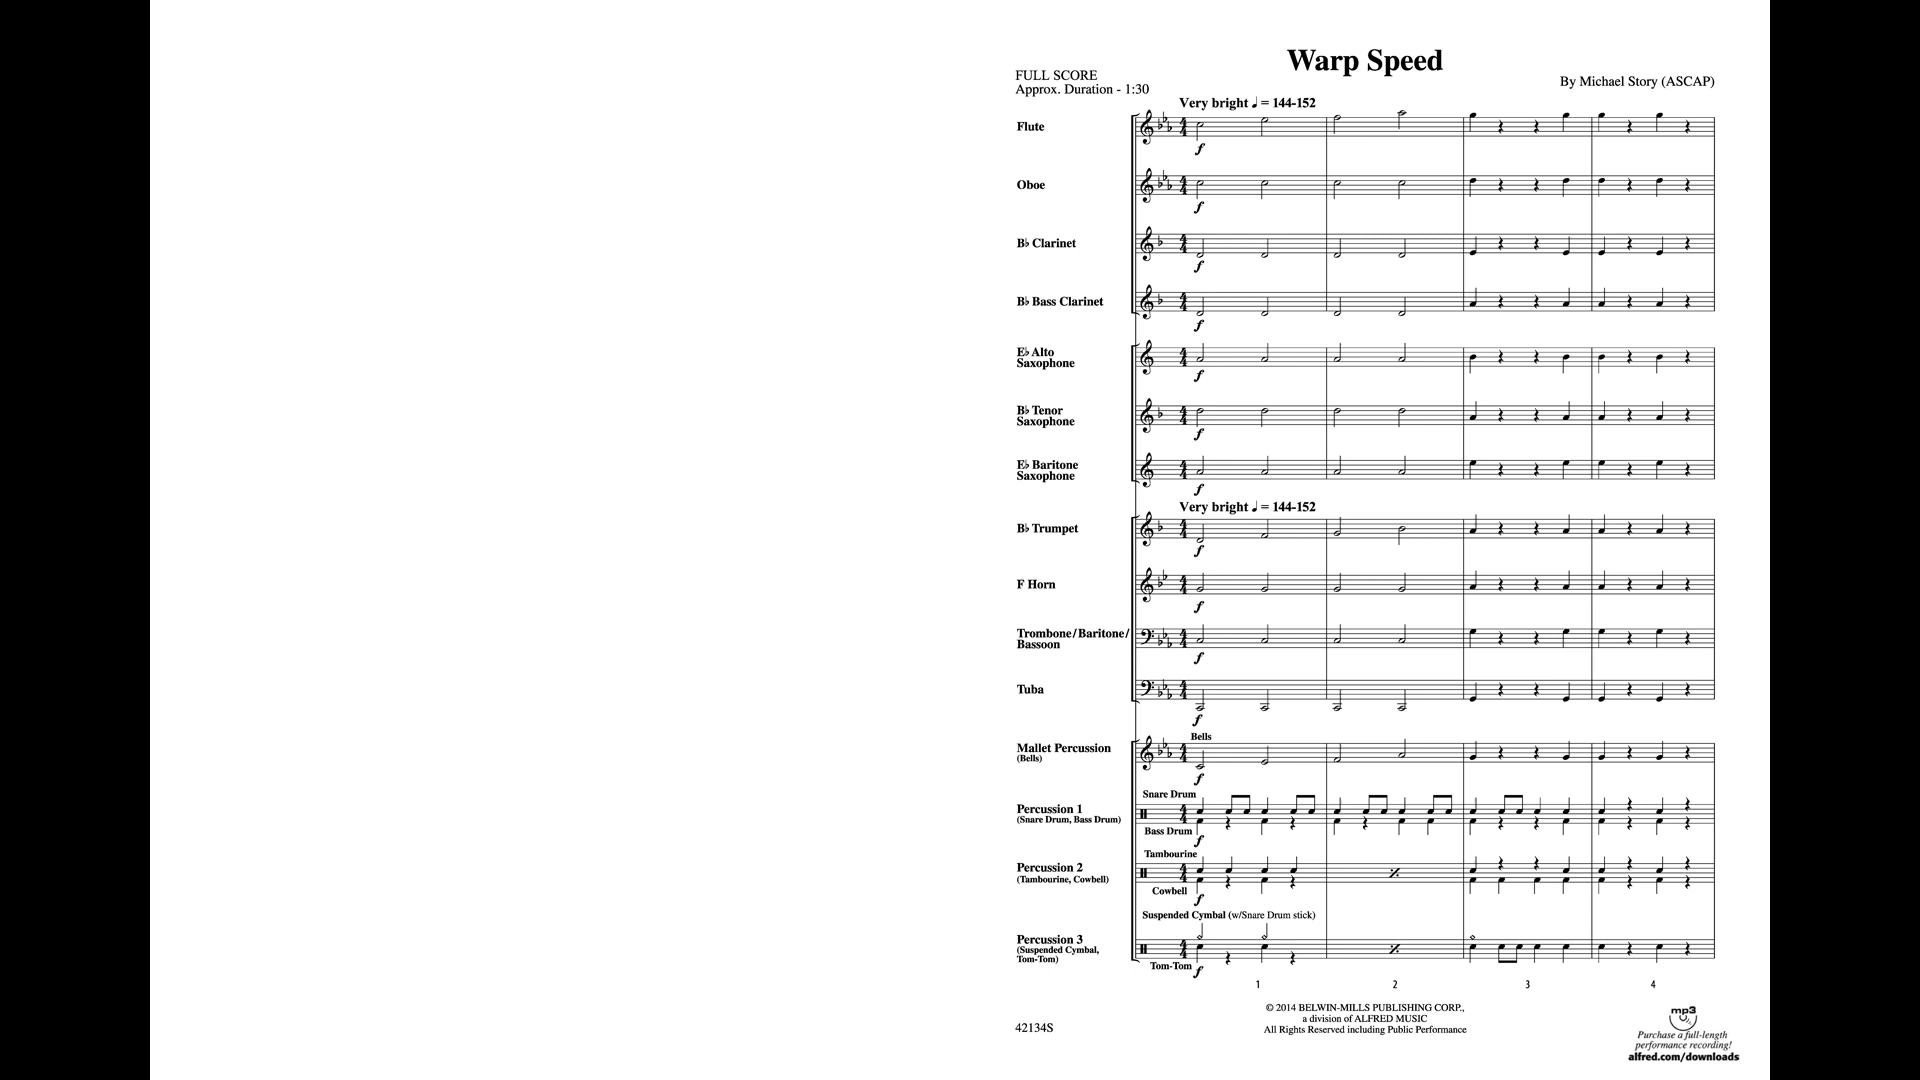 Warp Speed
FULL SCORE
Approx. Duration - 1:30
By Michael Story (ASCAP)
Very bright ♩ = 144-152
Flute
f
Oboe
f
B♭ Clarinet
f
B♭ Bass Clarinet
f
E♭ Alto
Saxophone
f
B♭ Tenor
Saxophone
f
E♭ Baritone
Saxophone
f
Very bright ♩ = 144-152
B♭ Trumpet
f
F Horn
f
Trombone/Baritone/
Bassoon
f
Tuba
f
Bells
Mallet Percussion
(Bells)
f
Snare Drum
Percussion 1
(Snare Drum, Bass Drum)
Bass Drum
f
Tambourine
Percussion 2
(Tambourine, Cowbell)
Cowbell
f
Suspended Cymbal (w/Snare Drum stick)
Percussion 3
(Suspended Cymbal,
Tom-Tom)
Tom-Tom
f
1 2 3 4
© 2014 BELWIN-MILLS PUBLISHING CORP.,
a division of ALFRED MUSIC
All Rights Reserved including Public Performance
42134S
mp3
Purchase a full-length
performance recording!
alfred.com/downloads